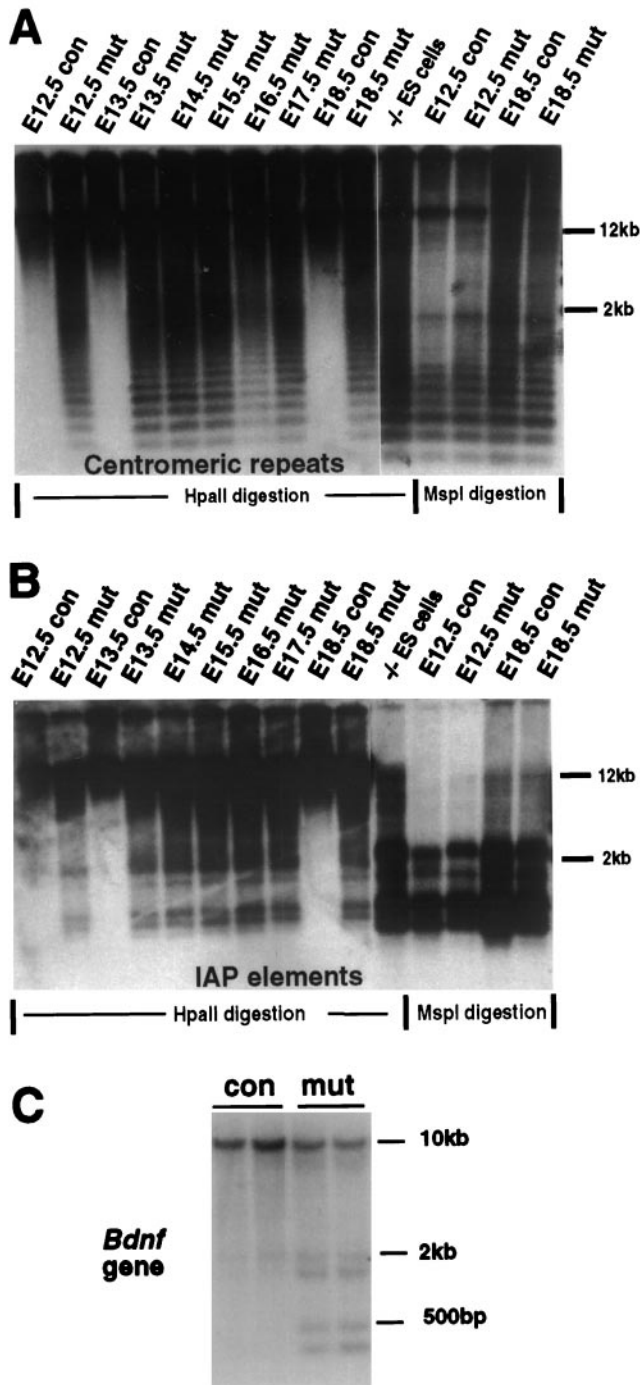 A
E12.5 con
E12.5 mut
E13.5 con
E13.5 mut
E14.5 mut
E15.5 mut
E16.5 mut
E17.5 mut
E18.5 con
E18.5 mut
-/- ES cells
E12.5 con
E12.5 mut
E18.5 con
E18.5 mut
12kb
2kb
Centromeric repeats
HpaII digestion
MspI digestion
B
E12.5 con
E12.5 mut
E13.5 con
E13.5 mut
E14.5 mut
E15.5 mut
E16.5 mut
E17.5 mut
E18.5 con
E18.5 mut
-/- ES cells
E12.5 con
E12.5 mut
E18.5 con
E18.5 mut
12kb
2kb
IAP elements
HpaII digestion
MspI digestion
C
con mut
10kb
Bdnf
gene
2kb
500bp